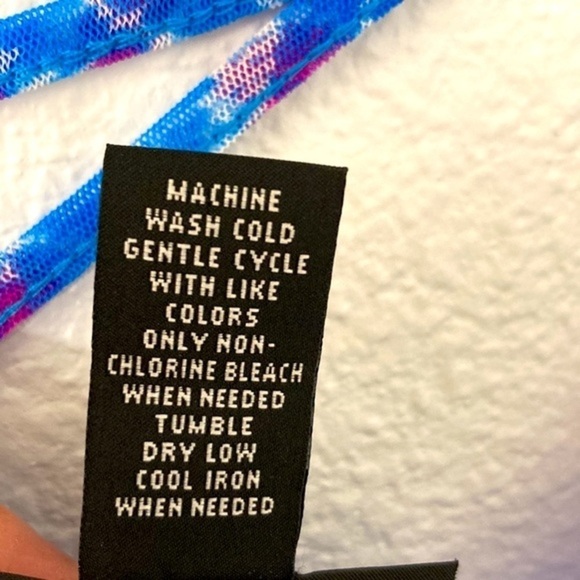 MACHINE
WASH COLD
GENTLE CYCLE
WITH LIKE
COLORS
ONLY NON-
CHLORINE BLEACH
WHEN NEEDED
TUMBLE
DRY LOW
COOL IRON
WHEN NEEDED